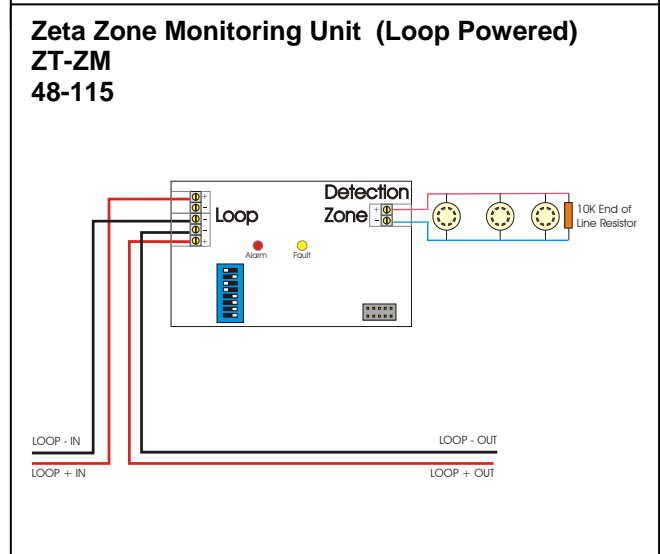 Zeta Zone Monitoring Unit (Loop Powered)
ZT-ZM
48-115
Detection
Zone
Loop
+
-
-
-
+
+
-
Alarm
Fault
10K End of
Line Resistor
LOOP - IN
LOOP + IN
LOOP - OUT
LOOP + OUT